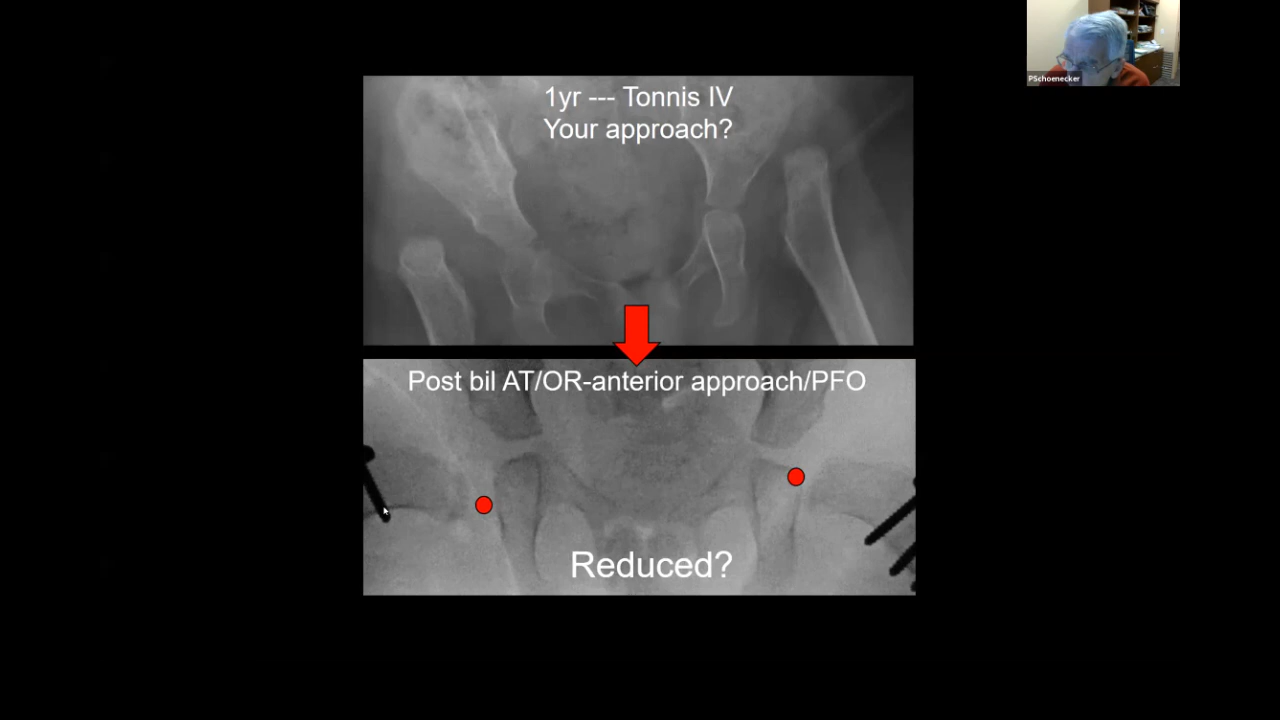 1yr --- Tonnis IV
Your approach?
PSchoenecker
Post bil AT/OR-anterior approach/PFO
Reduced?